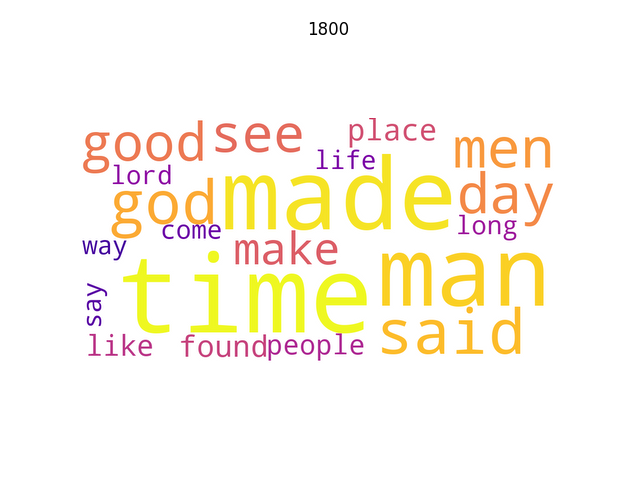 1800
good see place men
lord life
god made day
way come make long
say time man
like found people said